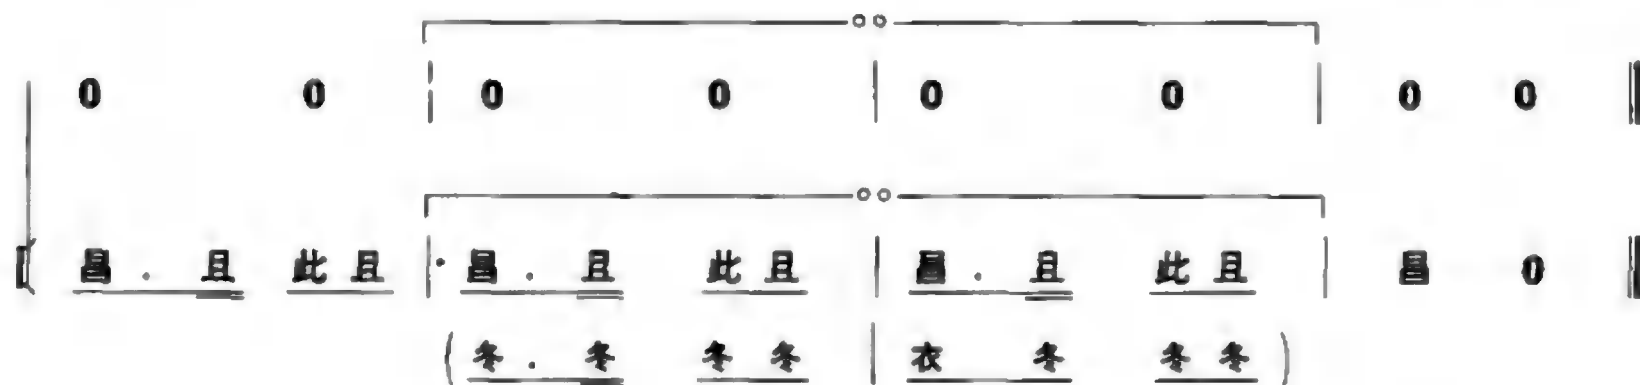 0 0 | 0 0 | 0 0 | 0 0
昌. 且 此且 | 昌. 且 此且 | 昌. 且 此且 | 昌 0
(冬. 冬 冬冬 | 衣 冬 冬冬)